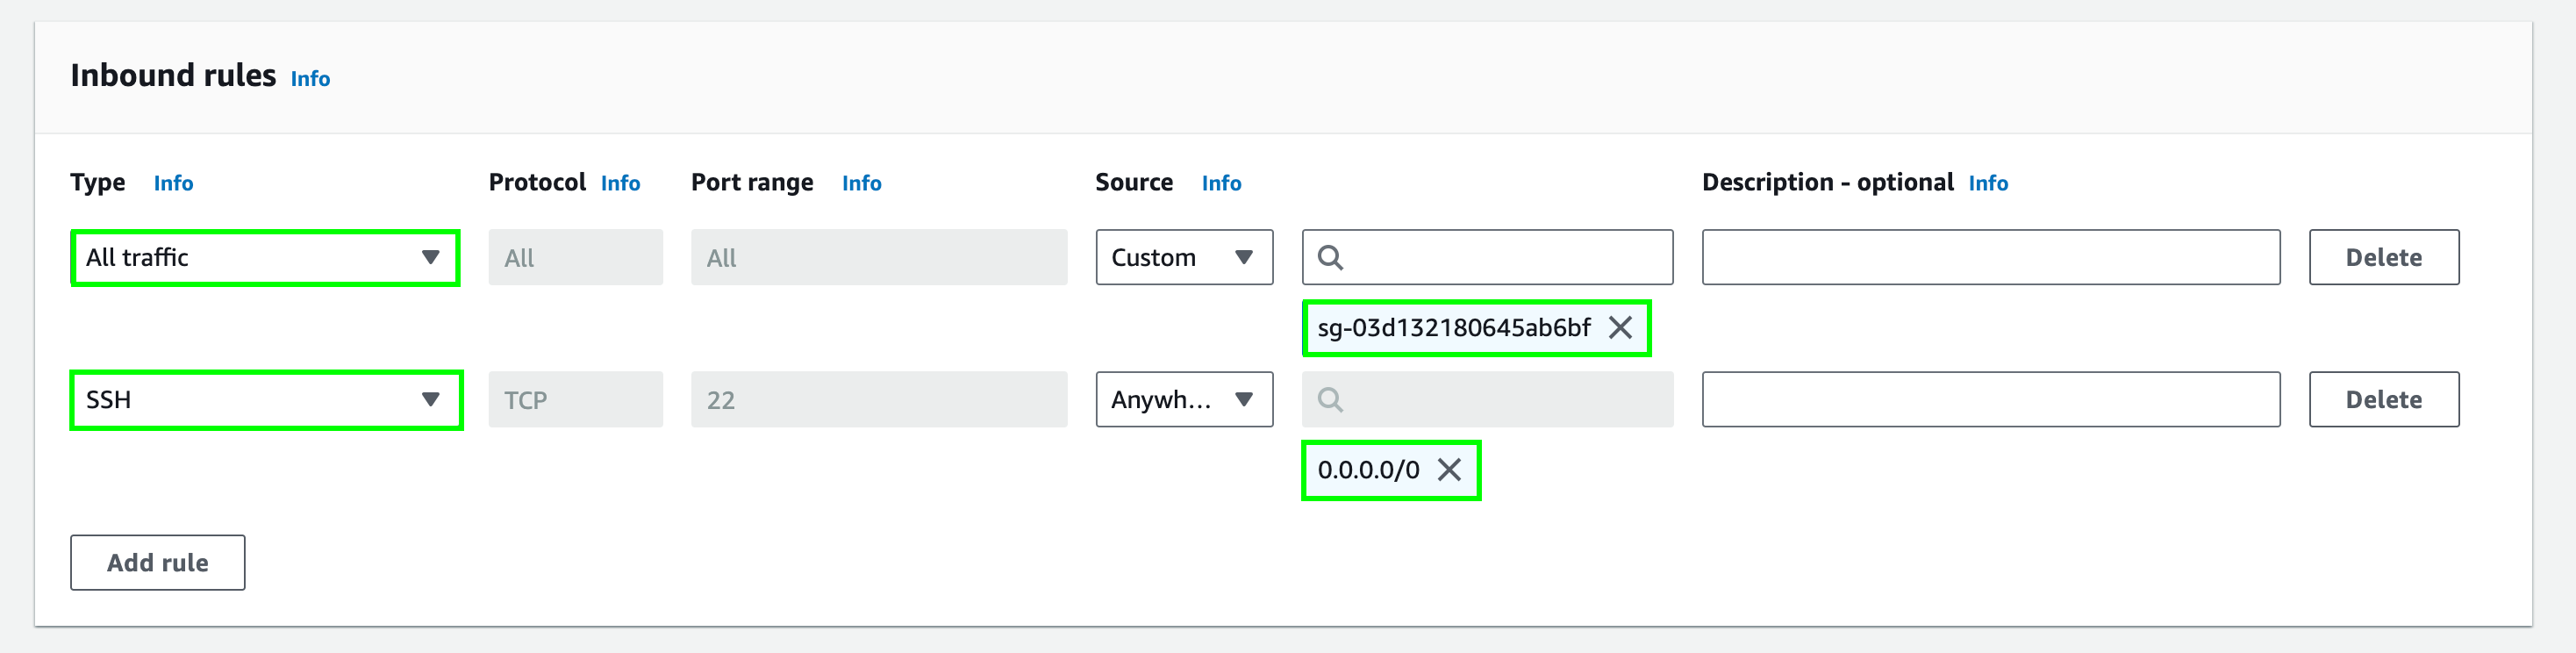 Inbound rules Info
Type Info Protocol Info Port range Info Source Info Description - optional Info
All traffic All All Custom Delete
sg-03d132180645ab6bf
SSH TCP 22 Anywh... Delete
0.0.0.0/0
Add rule